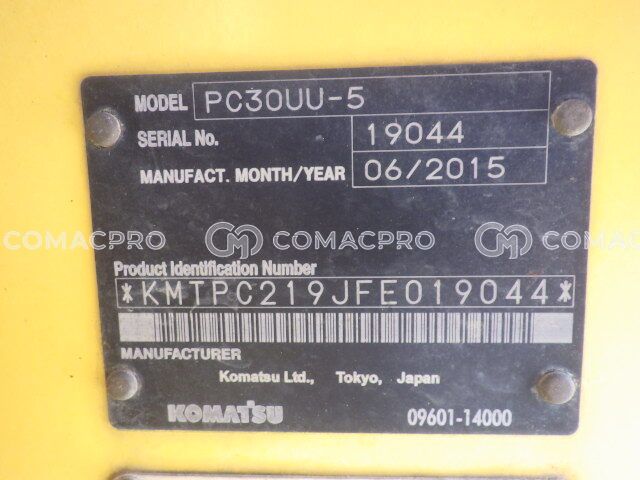 MODEL PC30UU-5
SERIAL No. 19044
MANUFACT. MONTH/YEAR 06/2015
COMACPRO COMACPRO COMACPRO
Product Identification Number
*KMTPC219JFE019044*
MANUFACTURER
Komatsu Ltd., Tokyo, Japan
KOMATSU 09601-14000